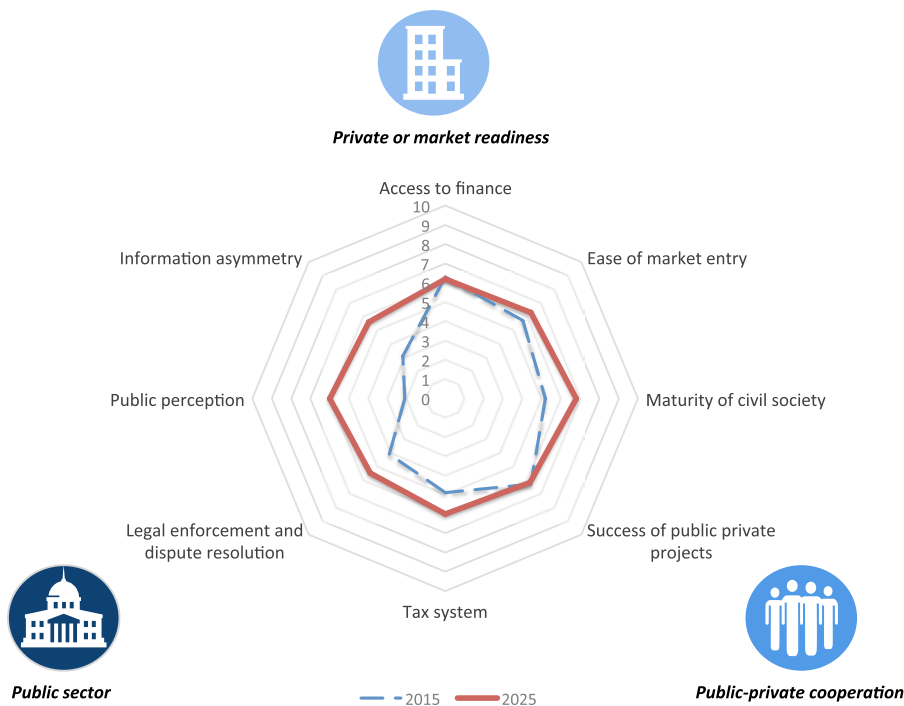 Private or market readiness
Access to finance
10
9
8
7
6
5
4
3
2
1
0
Information asymmetry
Ease of market entry
Public perception
Maturity of civil society
Legal enforcement and
dispute resolution
Success of public private
projects
Tax system
Public sector
Public-private cooperation
2015
2025